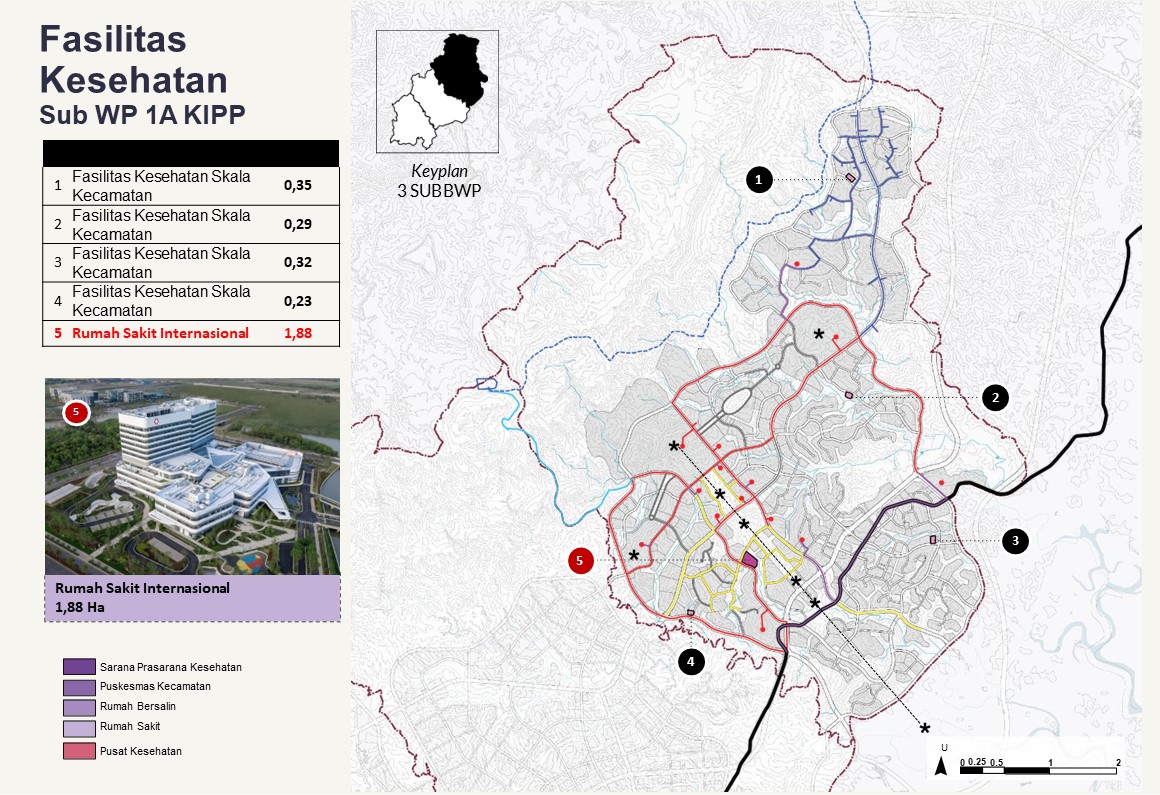 Fasilitas
Kesehatan
Sub WP 1A KIPP
1 Fasilitas Kesehatan Skala Kecamatan 0,35
2 Fasilitas Kesehatan Skala Kecamatan 0,29
3 Fasilitas Kesehatan Skala Kecamatan 0,32
4 Fasilitas Kesehatan Skala Kecamatan 0,23
5 Rumah Sakit Internasional 1,88
5
Rumah Sakit Internasional
1,88 Ha
Sarana Prasarana Kesehatan
Puskesmas Kecamatan
Rumah Bersalin
Rumah Sakit
Pusat Kesehatan
Keyplan
3 SUBBWP
1
2
3
5
4
U
0 0.25 0.5 1 2